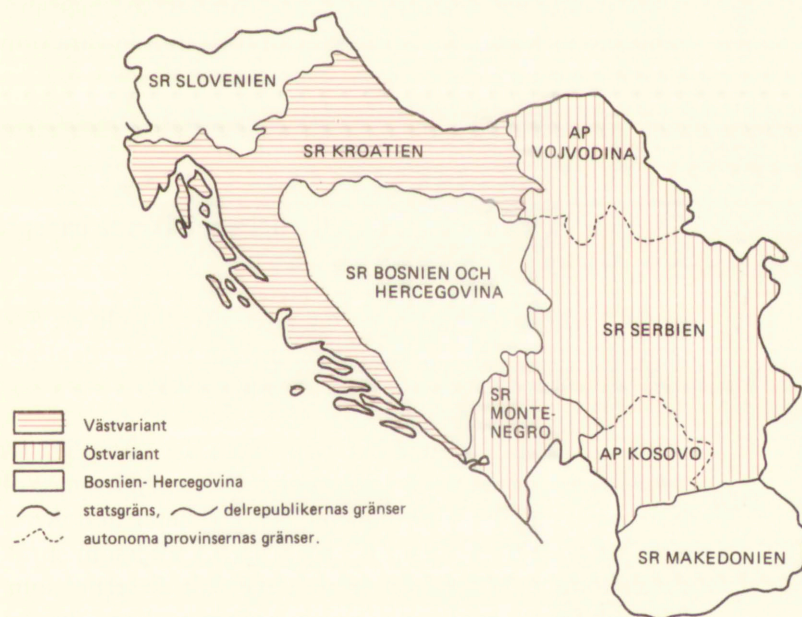 SR SLOVENIEN
SR KROATIEN
AP
VOJVODINA
SR BOSNIEN OCH
HERCEGOVINA
SR SERBIEN
SR
MONTE-
NEGRO
AP KOSOVO
SR MAKEDONIEN
Västvariant
Östvariant
Bosnien- Hercegovina
statsgräns, delrepublikernas gränser
autonoma provinsernas gränser.